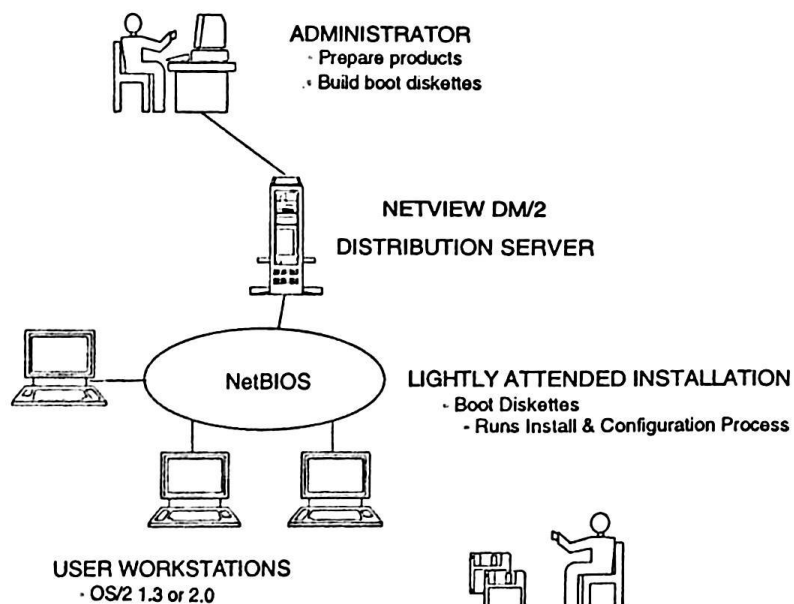 ADMINISTRATOR
- Prepare products
- Build boot diskettes
NETVIEW DM/2
DISTRIBUTION SERVER
NetBIOS
LIGHTLY ATTENDED INSTALLATION
- Boot Diskettes
- Runs Install & Configuration Process
USER WORKSTATIONS
- OS/2 1.3 or 2.0